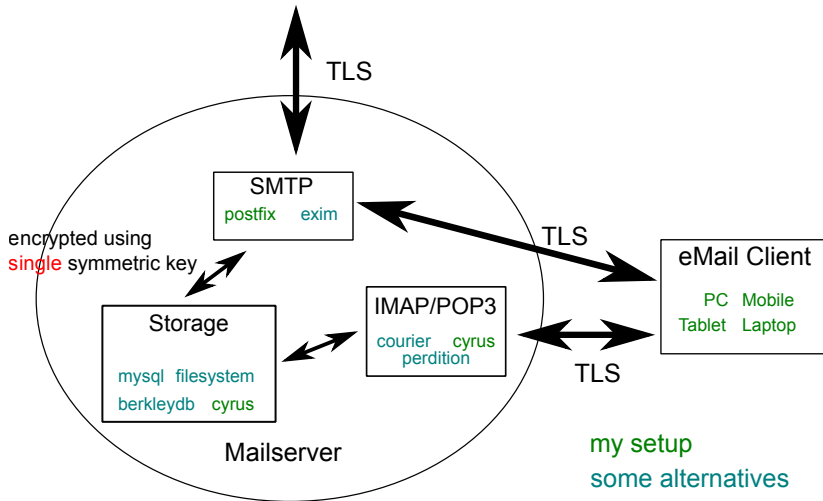 TLS
SMTP
postfix exim
encrypted using
single symmetric key
TLS
eMail Client
PC Mobile
Tablet Laptop
IMAP/POP3
courier cyrus
perdition
Storage
mysql filesystem
berkleydb cyrus
TLS
Mailserver
my setup
some alternatives